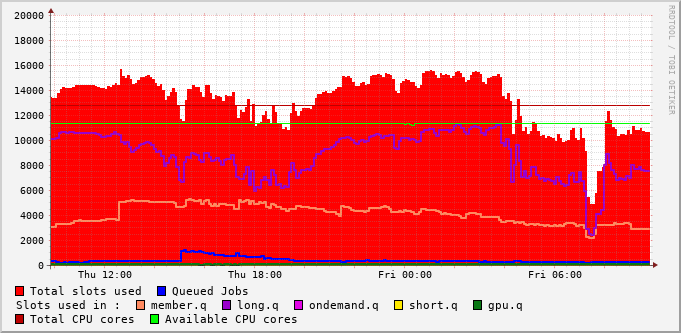 20000
18000
16000
14000
12000
10000
8000
6000
4000
2000
0
Thu 12:00 Thu 18:00 Fri 00:00 Fri 06:00
RRDTOOL / TOBI OETIKER
Total slots used Queued Jobs
Slots used in : member.q long.q ondemand.q short.q gpu.q
Total CPU cores Available CPU cores